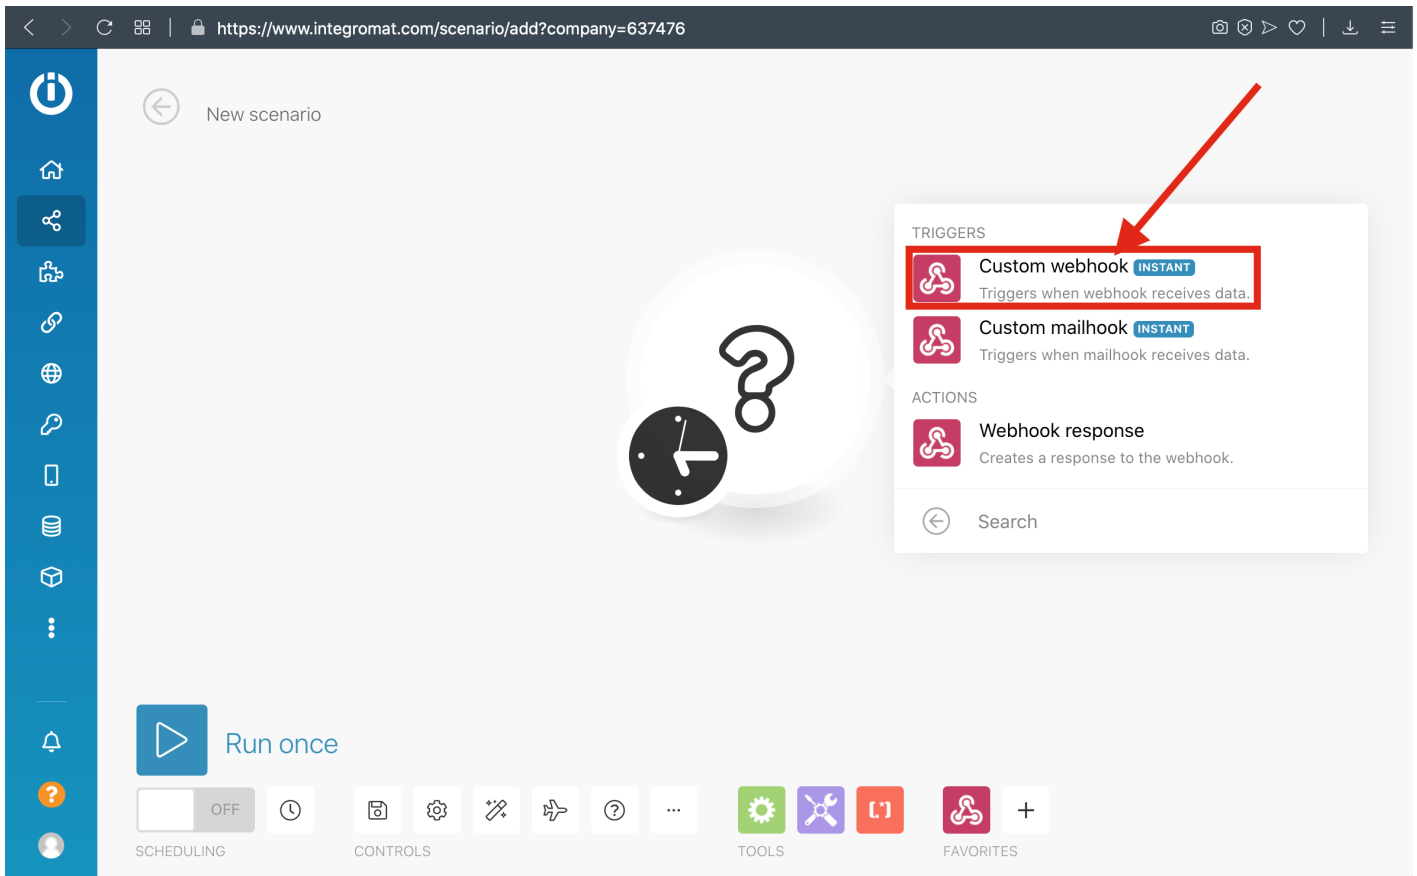 https://www.integromat.com/scenario/add?company=637476
New scenario
TRIGGERS
Custom webhook INSTANT
Triggers when webhook receives data.
Custom mailhook INSTANT
Triggers when mailhook receives data.
ACTIONS
Webhook response
Creates a response to the webhook.
Search
Run once
OFF
SCHEDULING
CONTROLS
TOOLS
FAVORITES